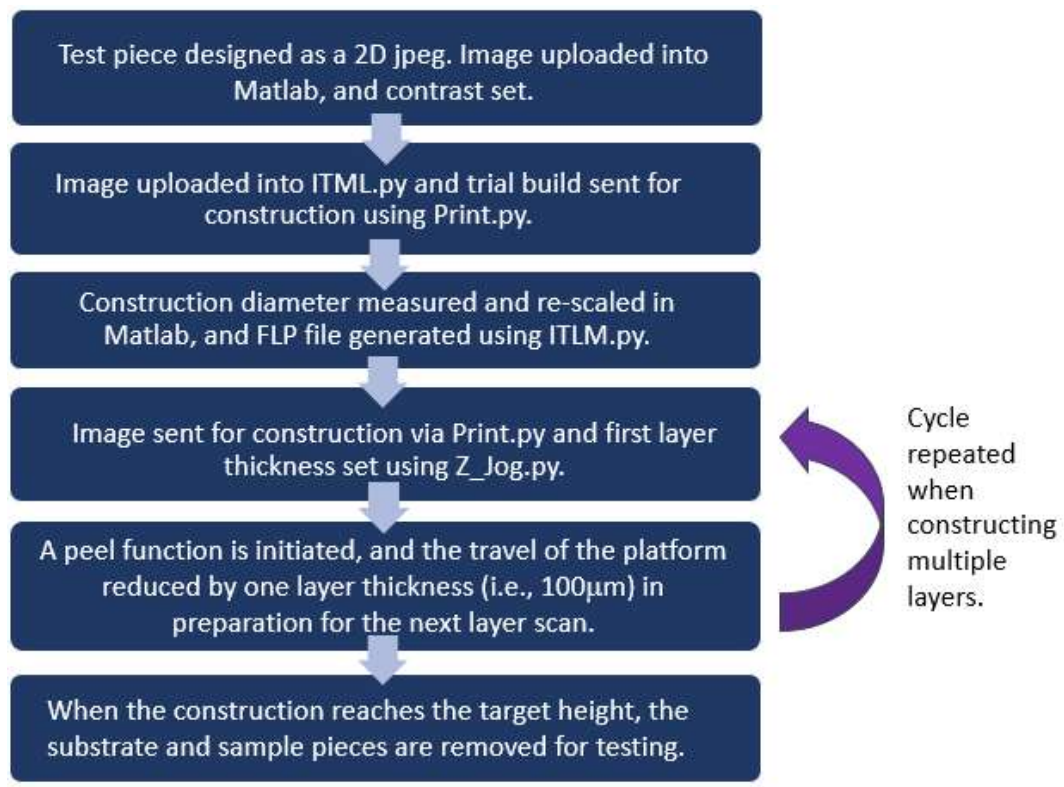 Test piece designed as a 2D jpeg. Image uploaded into
Matlab, and contrast set.
Image uploaded into ITML.py and trial build sent for
construction using Print.py.
Construction diameter measured and re-scaled in
Matlab, and FLP file generated using ITLM.py.
Image sent for construction via Print.py and first layer
thickness set using Z_Jog.py.
A peel function is initiated, and the travel of the platform
reduced by one layer thickness (i.e., 100μm) in
preparation for the next layer scan.
Cycle
repeated
when
constructing
multiple
layers.
When the construction reaches the target height, the
substrate and sample pieces are removed for testing.